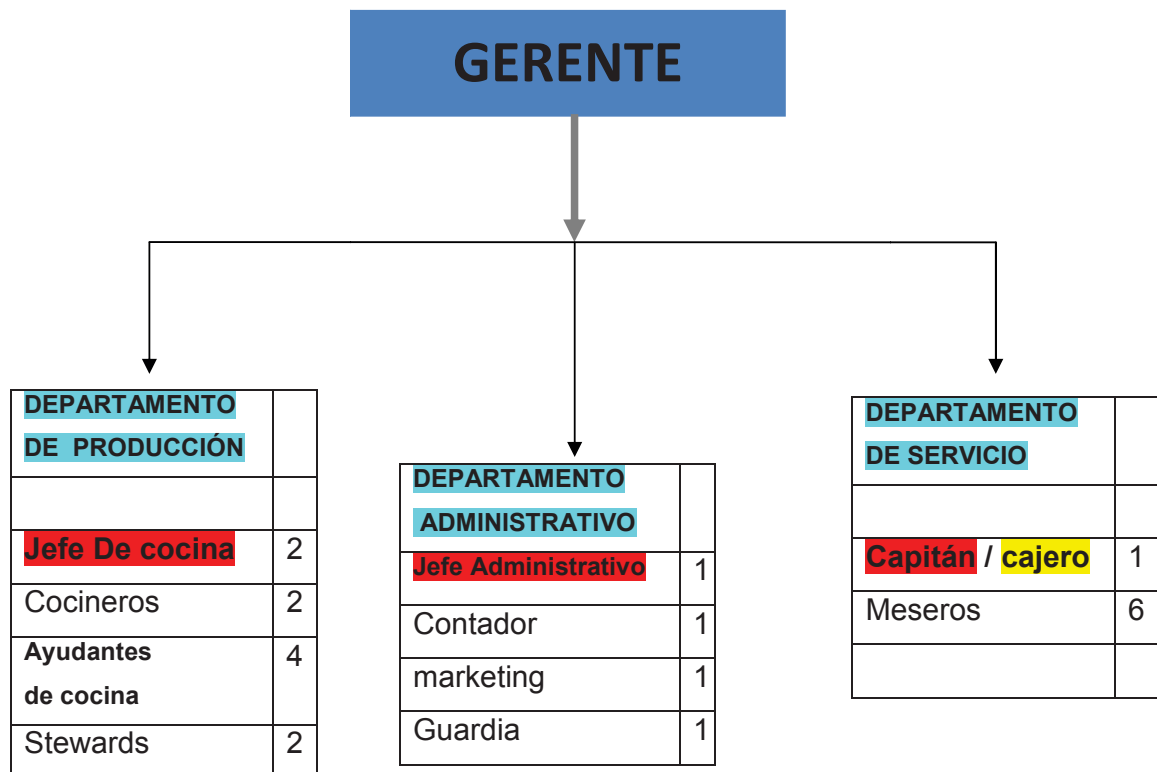 GERENTE
DEPARTAMENTO
DE PRODUCCIÓN
Jefe De cocina 2
Cocineros 2
Ayudantes 4
de cocina
Stewards 2
DEPARTAMENTO
ADMINISTRATIVO
Jefe Administrativo 1
Contador 1
marketing 1
Guardia 1
DEPARTAMENTO
DE SERVICIO
Capitán / cajero 1
Meseros 6